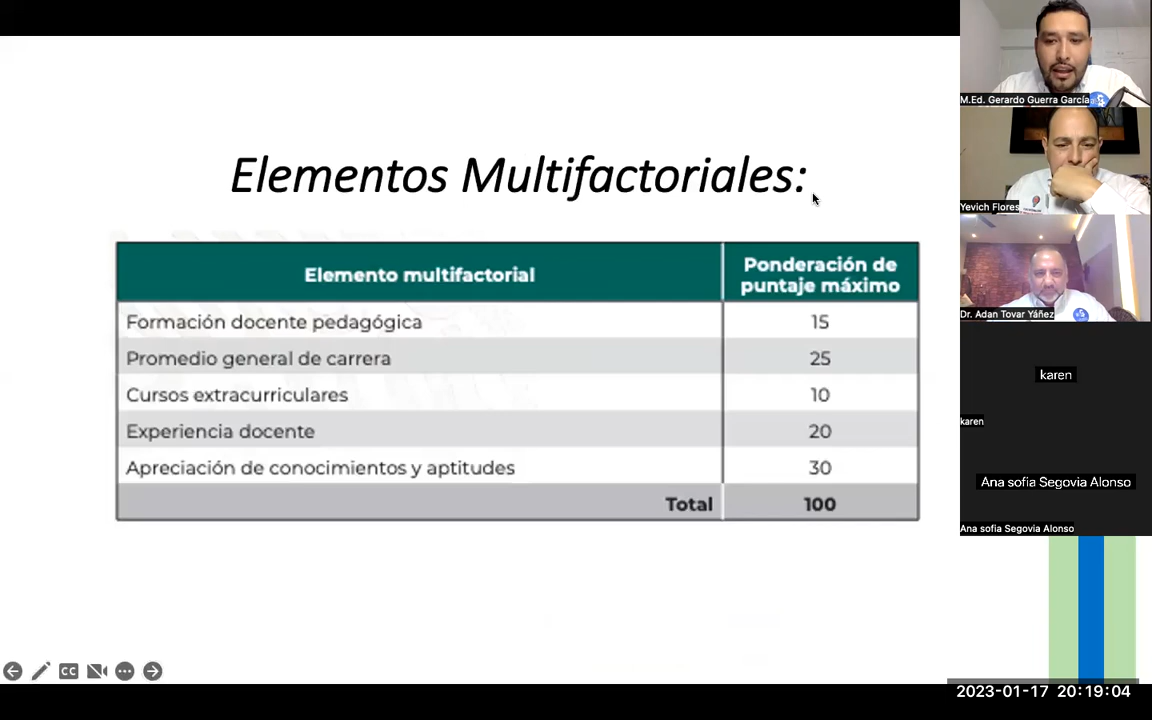 Elementos Multifactoriales:
Elemento multifactorial
Ponderación de
puntaje máximo
Formación docente pedagógica
15
Promedio general de carrera
25
Cursos extracurriculares
10
Experiencia docente
20
Apreciación de conocimientos y aptitudes
30
Total
100
M.Ed. Gerardo Guerra García
Yevich Flores
Dr. Adan Tovar Yáñez
karen
karen
Ana sofia Segovia Alonso
Ana sofia Segovia Alonso
CC
2023-01-17 20:19:04